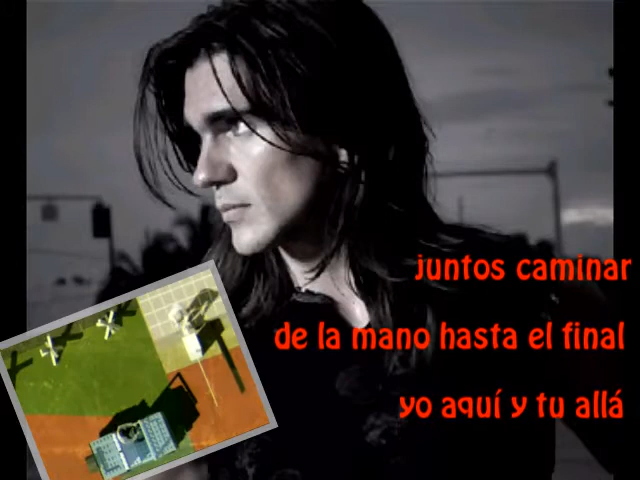 juntos caminar
de la mano hasta el final
yo aquí y tu allá